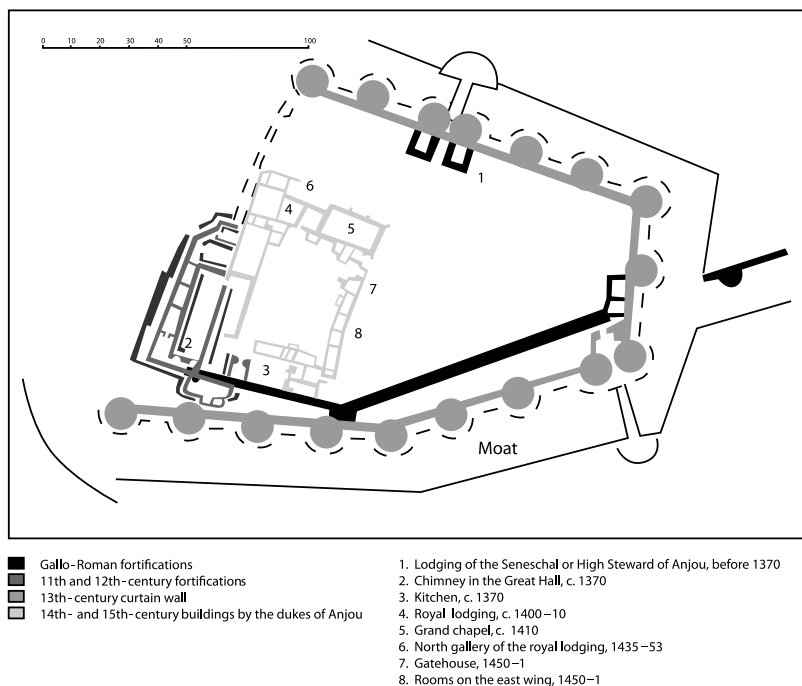 0 10 20 30 40 50 100
6
4
5
1
7
8
2
3
Moat
Gallo-Roman fortifications
11th and 12th-century fortifications
13th-century curtain wall
14th- and 15th-century buildings by the dukes of Anjou
1. Lodging of the Seneschal or High Steward of Anjou, before 1370
2. Chimney in the Great Hall, c. 1370
3. Kitchen, c. 1370
4. Royal lodging, c. 1400–10
5. Grand chapel, c. 1410
6. North gallery of the royal lodging, 1435–53
7. Gatehouse, 1450–1
8. Rooms on the east wing, 1450–1